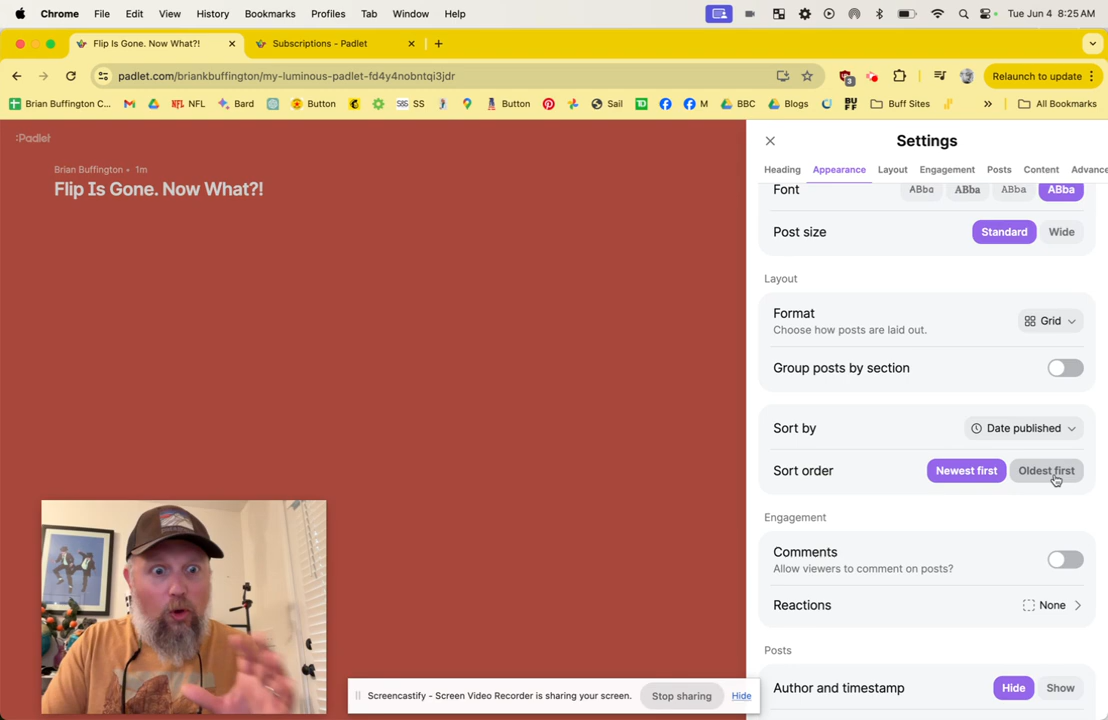 Chrome File Edit View History Bookmarks Profiles Tab Window Help Tue Jun 4 8:25 AM
Flip Is Gone. Now What?! Subscriptions - Padlet
padlet.com/briankbuffington/my-luminous-padlet-fd4y4nobntqi3jdr 3 Relaunch to update
Brian Buffington C... NFL Bard Button SS Button Sail M BBC Blogs BUFF Buff Sites » All Bookmarks
:Padlet
Settings
Brian Buffington • 1m
Flip Is Gone. Now What?!
Heading Appearance Layout Engagement Posts Content Advance
Font ABba ABba ABba ABba
Post size Standard Wide
Layout
Format Grid
Choose how posts are laid out.
Group posts by section
Sort by Date published
Sort order Newest first Oldest first
Engagement
Comments
Allow viewers to comment on posts?
Reactions None
Posts
Author and timestamp Hide Show
Screencastify - Screen Video Recorder is sharing your screen. Stop sharing Hide